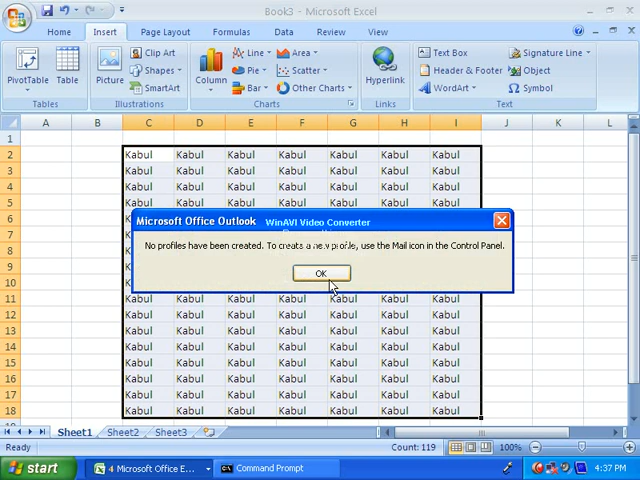 Book3 - Microsoft Excel
Home Insert Page Layout Formulas Data Review View
PivotTable Table Picture Clip Art Shapes SmartArt Column Line Pie Bar Area Scatter Other Charts Hyperlink Text Box Header & Footer WordArt Signature Line Object Symbol
Tables Illustrations Charts Links Text
A B C D E F G H I J K L
1
2 Kabul Kabul Kabul Kabul Kabul Kabul Kabul
3 Kabul Kabul Kabul Kabul Kabul Kabul Kabul
4 Kabul Kabul Kabul Kabul Kabul Kabul Kabul
5 Kabul Kabul Kabul Kabul Kabul Kabul Kabul
6
Microsoft Office Outlook WinAVI Video Converter
7
8 No profiles have been created. To create a new profile, use the Mail icon in the Control Panel.
9
OK
10
11 Kabul Kabul Kabul Kabul Kabul Kabul Kabul
12 Kabul Kabul Kabul Kabul Kabul Kabul Kabul
13 Kabul Kabul Kabul Kabul Kabul Kabul Kabul
14 Kabul Kabul Kabul Kabul Kabul Kabul Kabul
15 Kabul Kabul Kabul Kabul Kabul Kabul Kabul
16 Kabul Kabul Kabul Kabul Kabul Kabul Kabul
17 Kabul Kabul Kabul Kabul Kabul Kabul Kabul
18 Kabul Kabul Kabul Kabul Kabul Kabul Kabul
Sheet1 Sheet2 Sheet3
Ready Count: 119 100%
start 4 Microsoft Office E... Command Prompt 4:37 PM